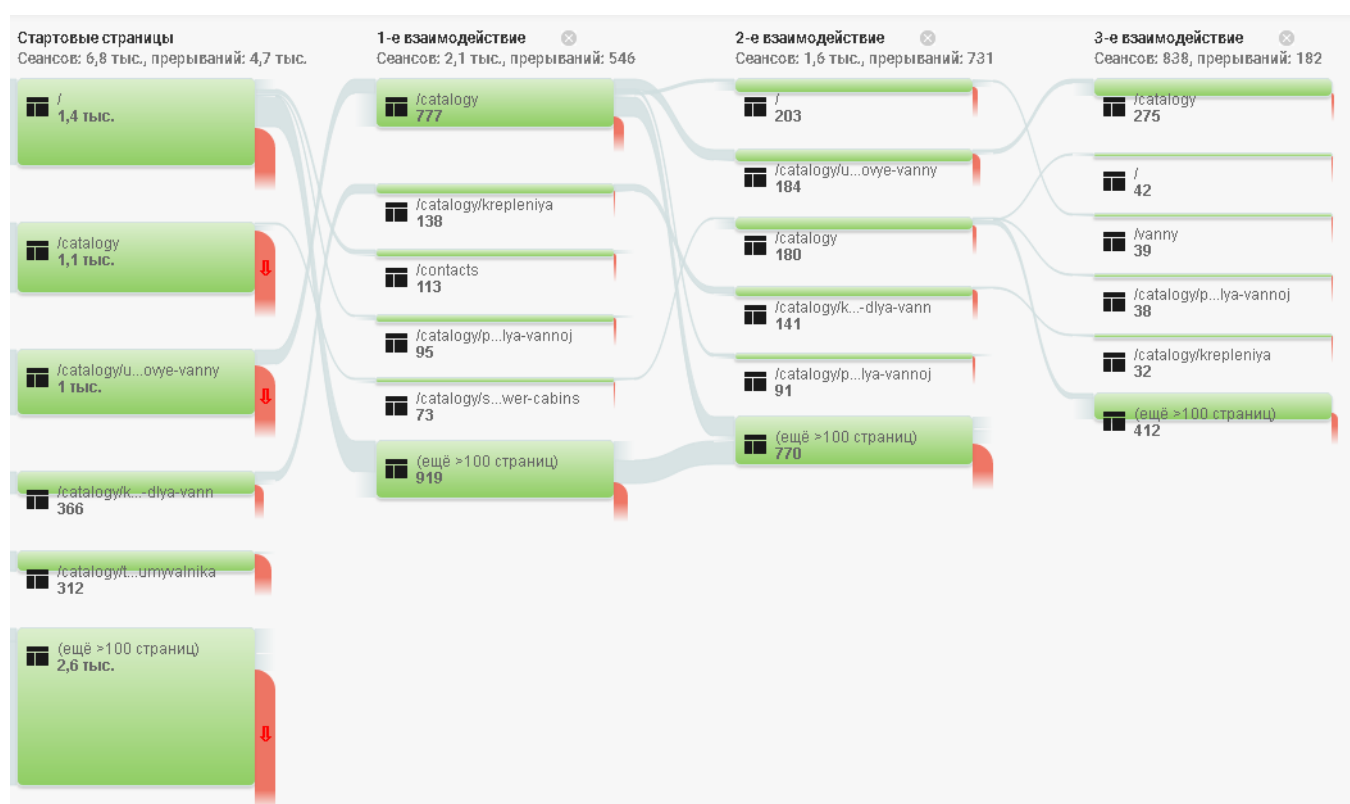 Стартовые страницы
Сеансов: 6,8 тыс., прерываний: 4,7 тыс.
/
1,4 тыс.
/catalogy
1,1 тыс.
/catalogy/u...ovye-vanny
1 тыс.
/catalogy/k...-dlya-vann
366
/catalogy/t...umyvalnika
312
(ещё >100 страниц)
2,6 тыс.
1-е взаимодействие
Сеансов: 2,1 тыс., прерываний: 546
/catalogy
777
/catalogy/krepleniya
138
/contacts
113
/catalogy/p...lya-vannoj
95
/catalogy/s...wer-cabins
73
(ещё >100 страниц)
919
2-е взаимодействие
Сеансов: 1,6 тыс., прерываний: 731
/
203
/catalogy/u...ovye-vanny
184
/catalogy
180
/catalogy/k...-dlya-vann
141
/catalogy/p...lya-vannoj
91
(ещё >100 страниц)
770
3-е взаимодействие
Сеансов: 838, прерываний: 182
/catalogy
275
/
42
/vanny
39
/catalogy/p...lya-vannoj
38
/catalogy/krepleniya
32
(ещё >100 страниц)
412